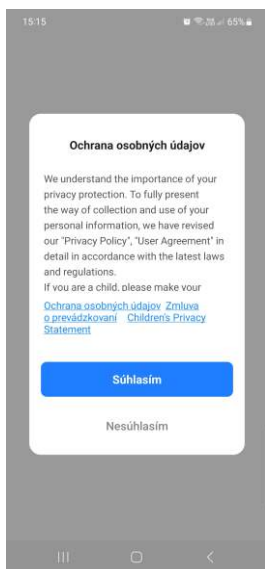 15:15
65%
Ochrana osobných údajov
We understand the importance of your
privacy protection. To fully present
the way of collection and use of your
personal information, we have revised
our "Privacy Policy", "User Agreement" in
detail in accordance with the latest laws
and regulations.
If you are a child, please make your
Ochrana osobných údajov Zmluva
o prevádzkovaní Children's Privacy
Statement
Súhlasím
Nesúhlasím